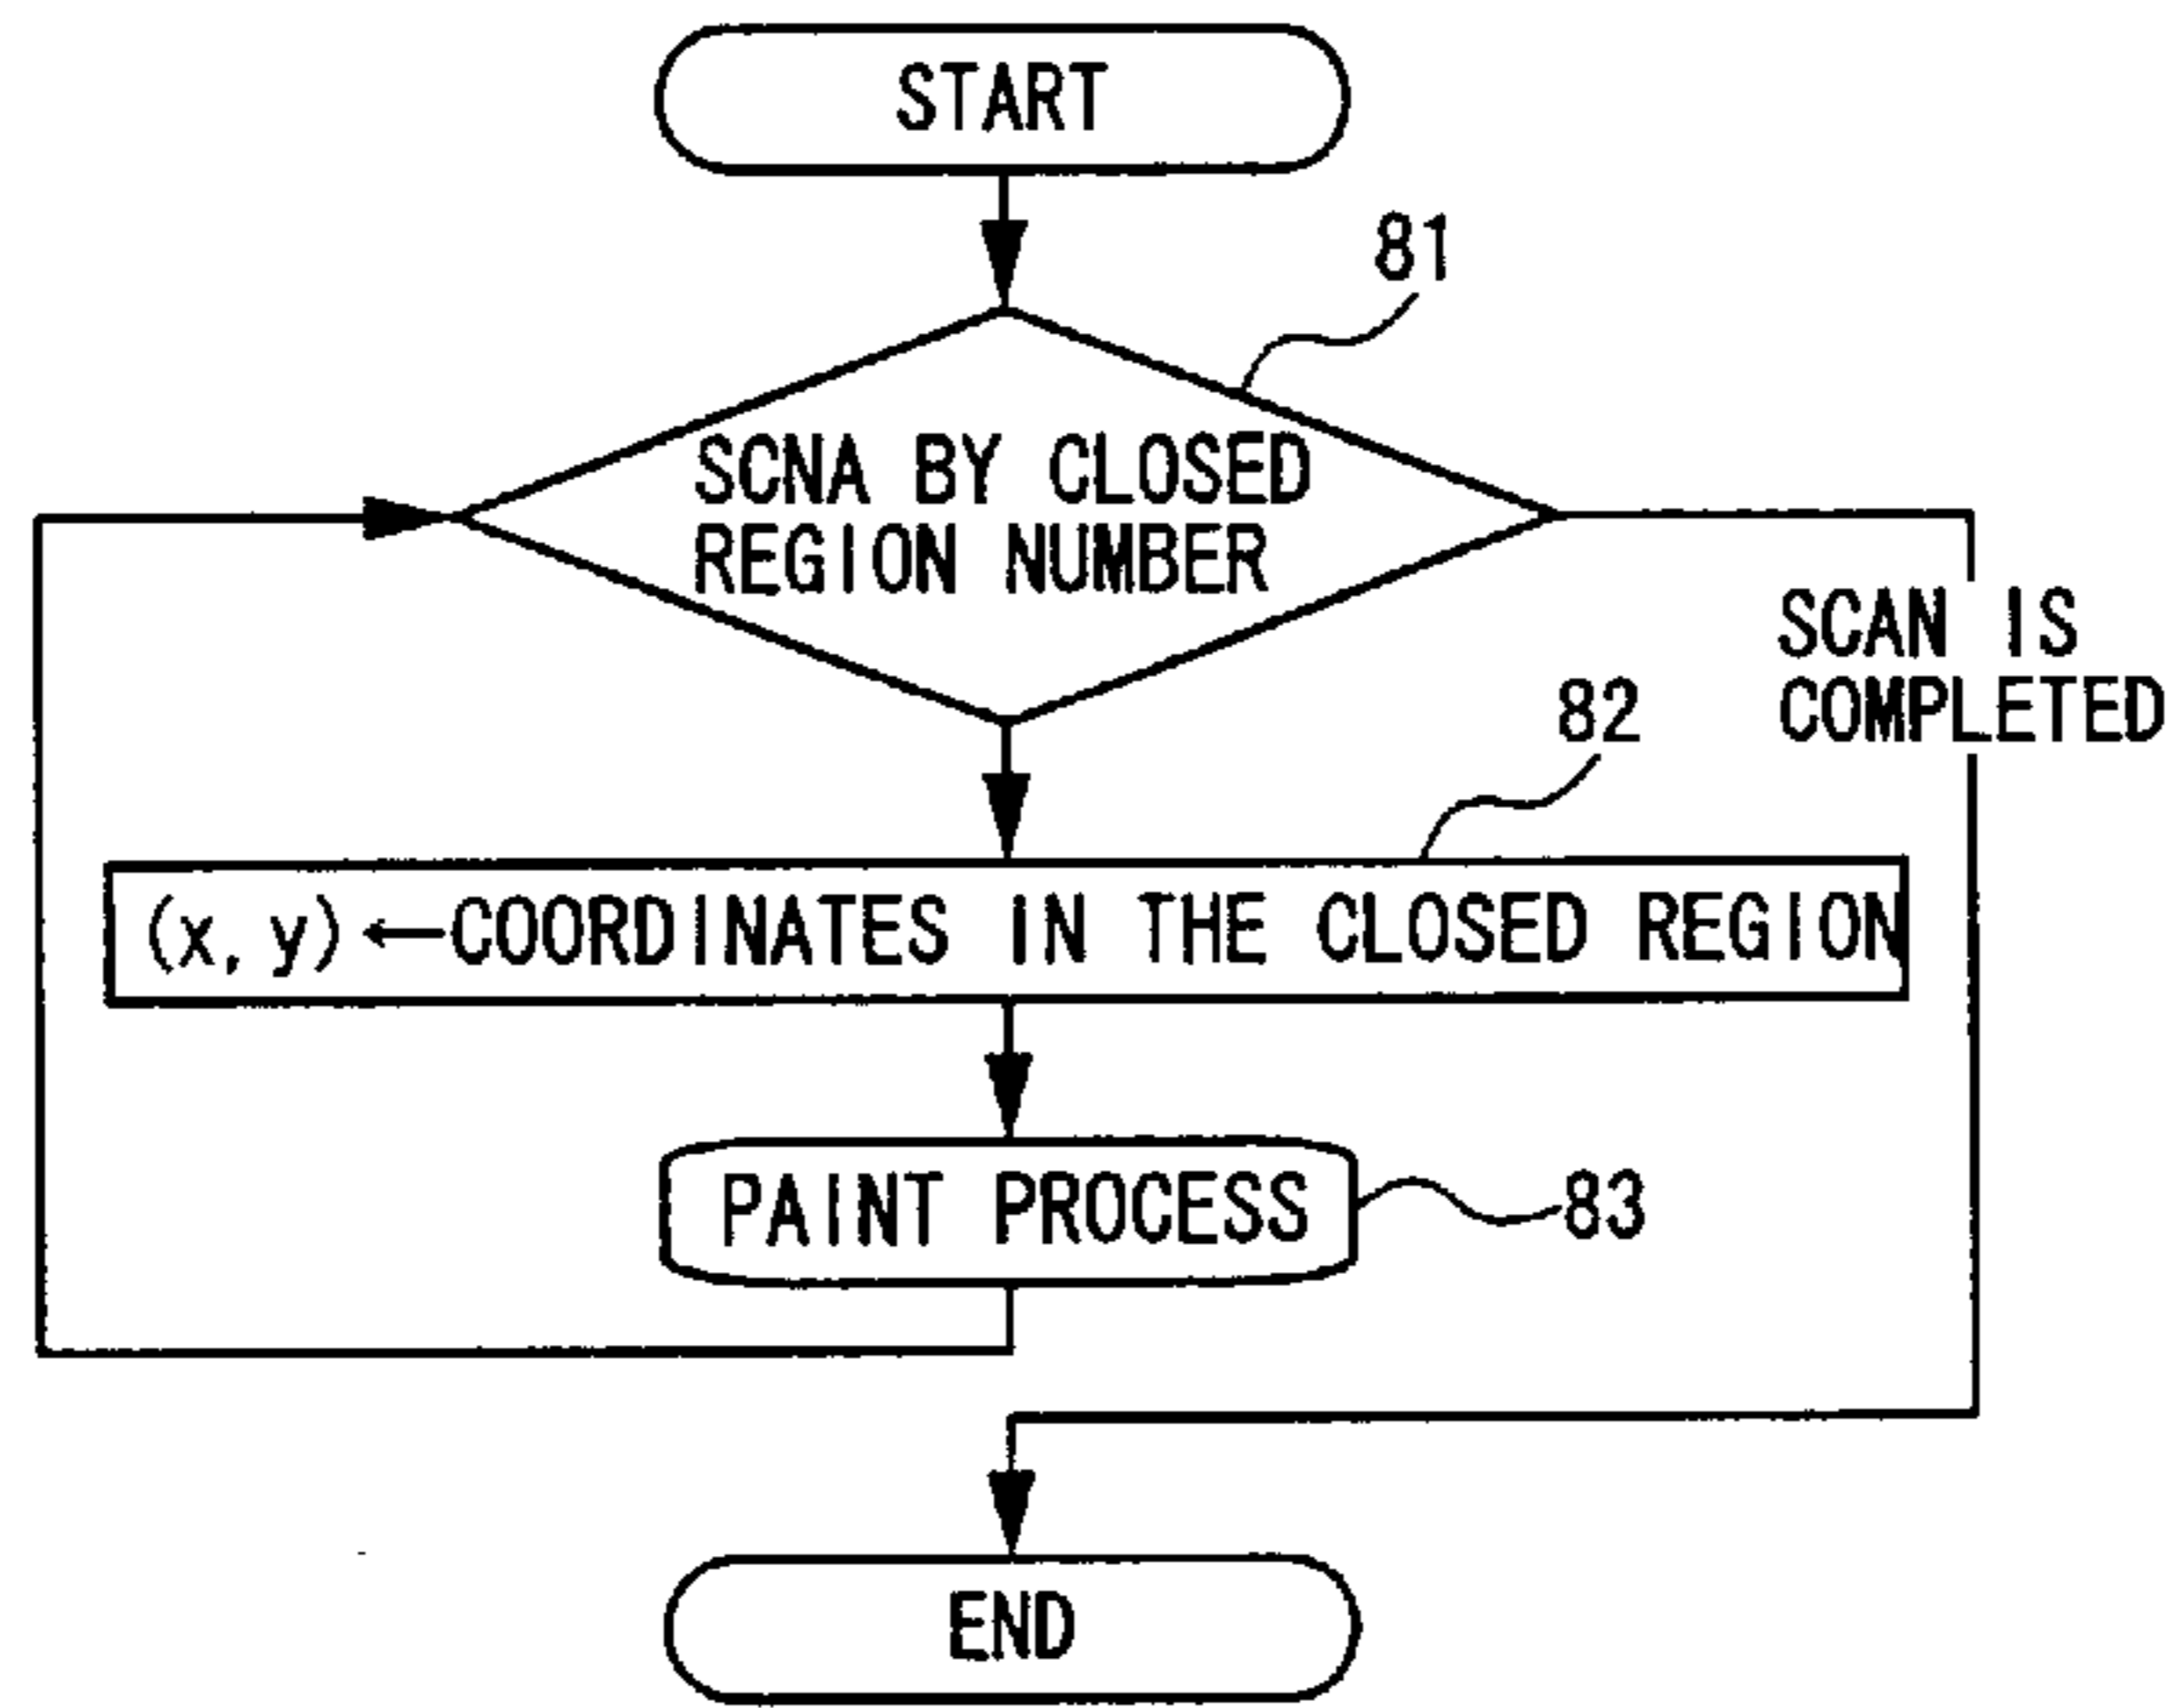 START
81
SCNA BY CLOSED
REGION NUMBER
SCAN IS
COMPLETED
82
(x, y)←COORDINATES IN THE CLOSED REGION
PAINT PROCESS
83
END